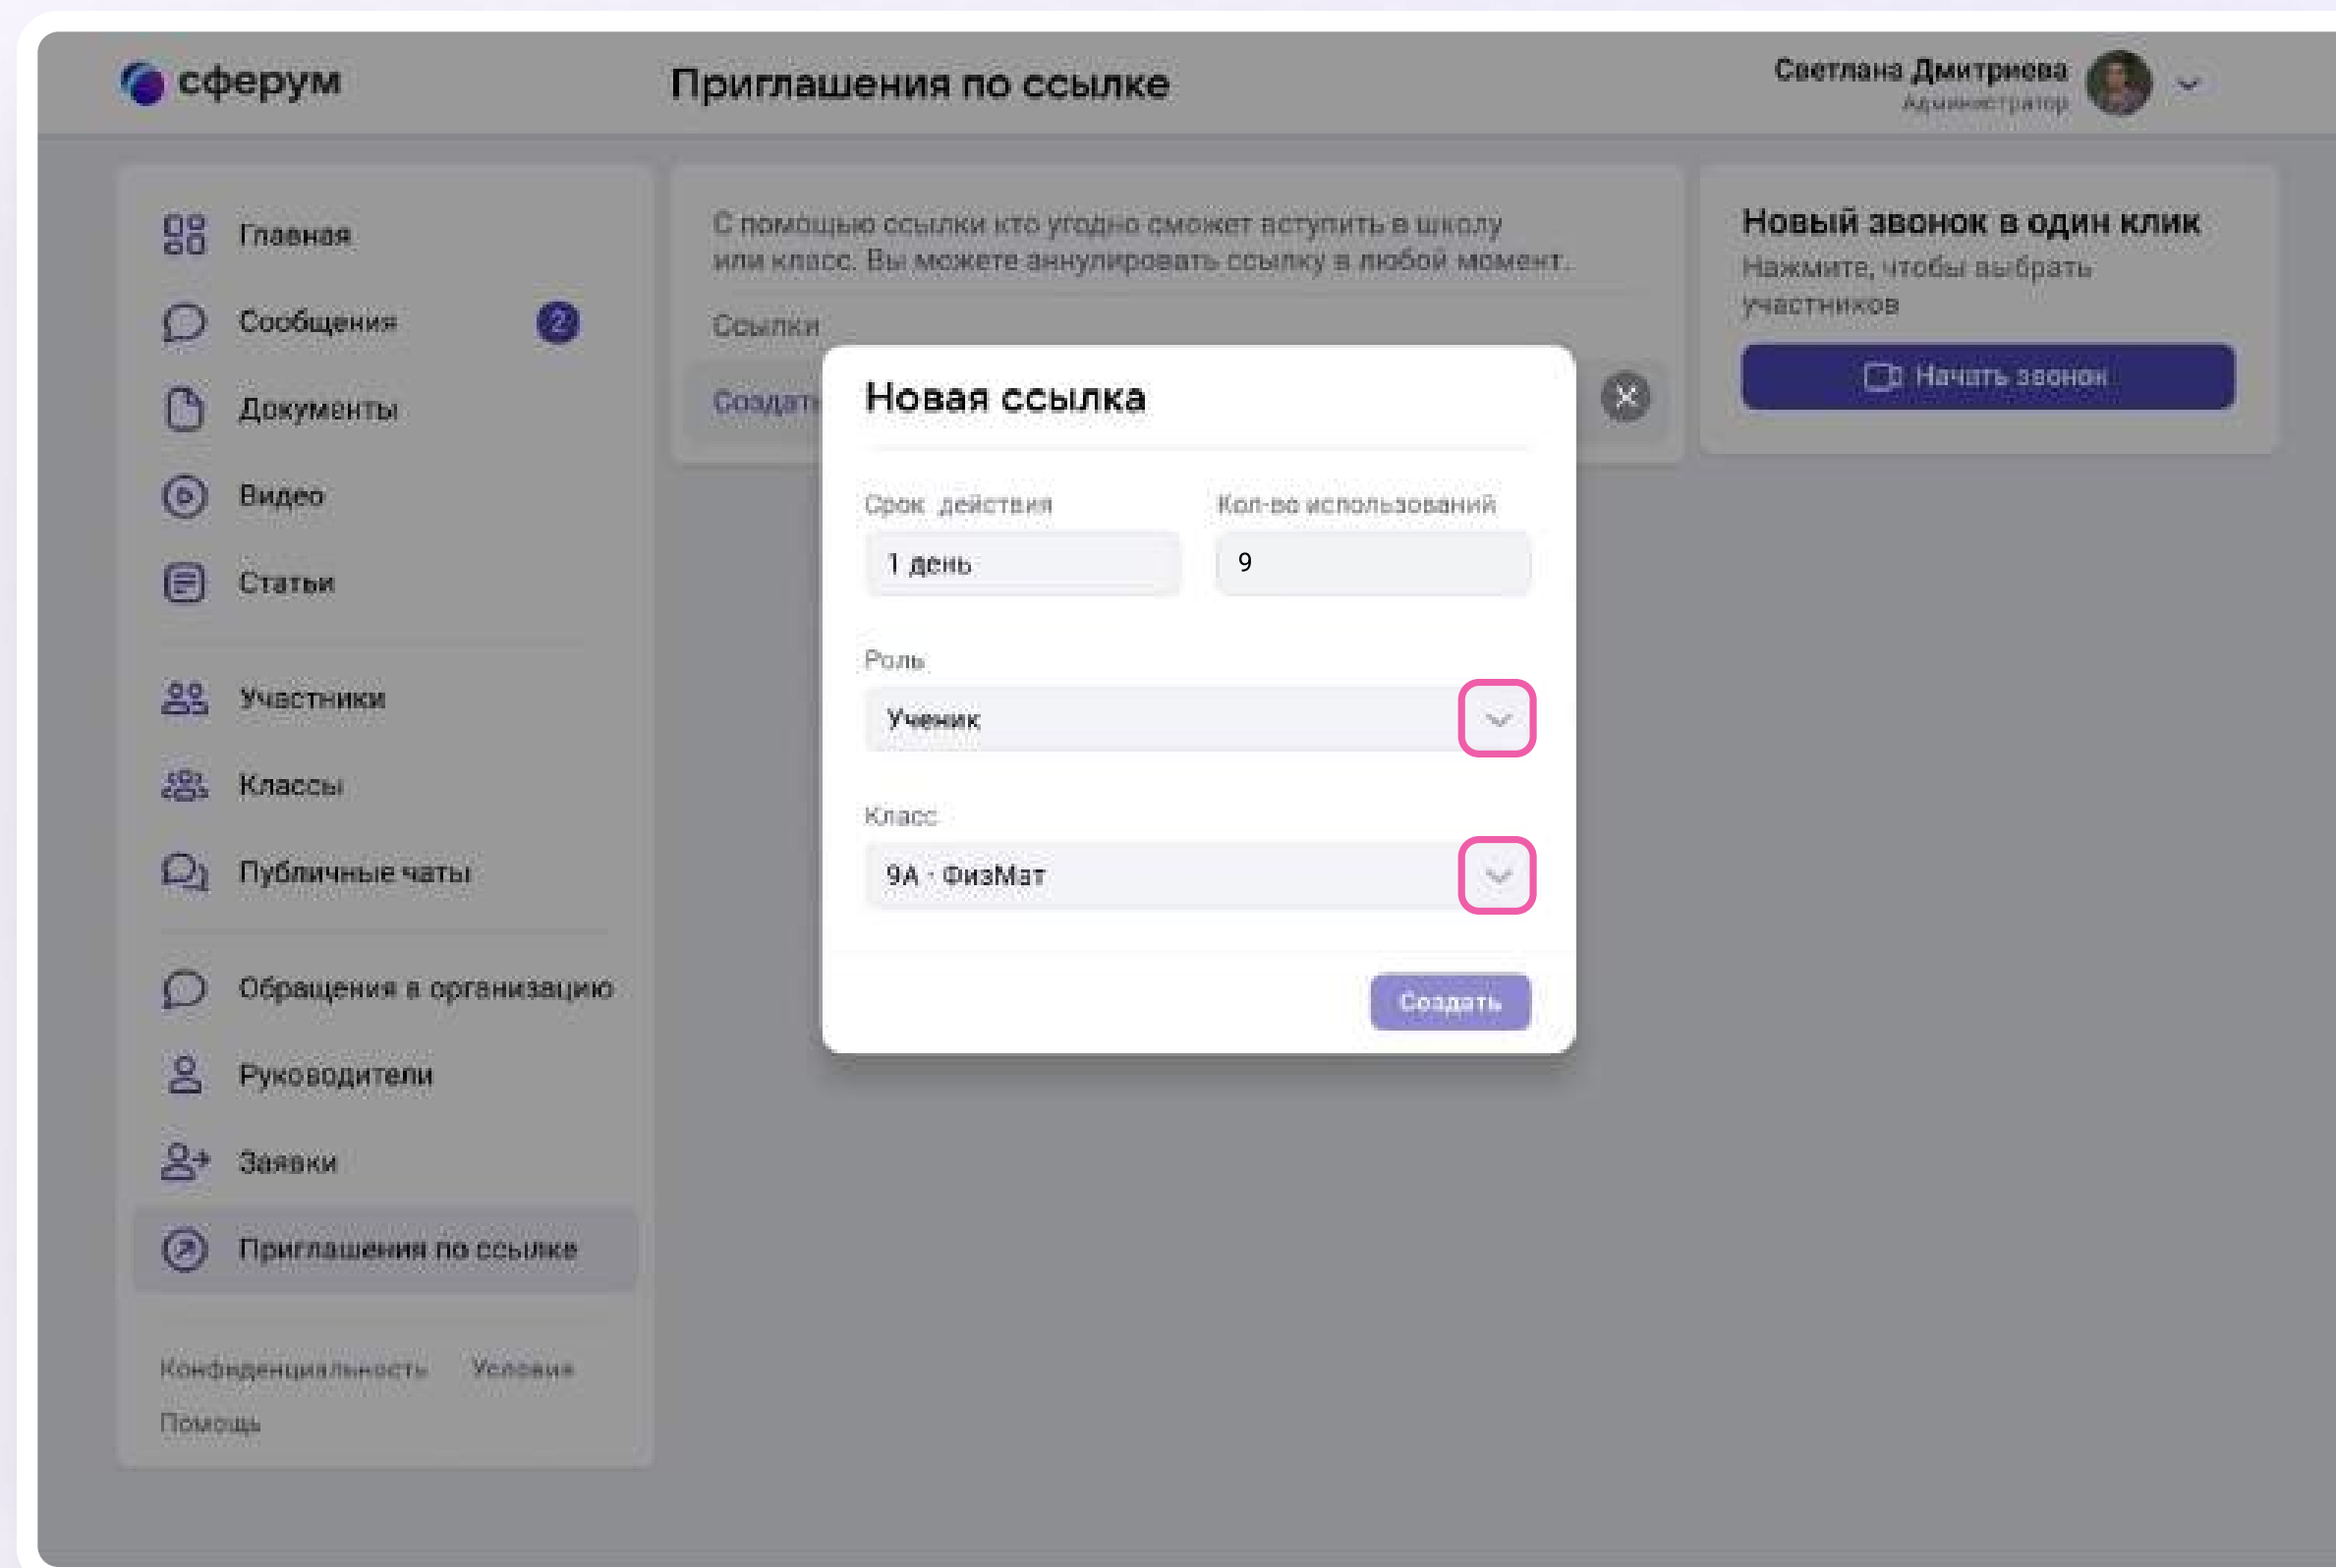 сферум
Приглашения по ссылке
Светлана Дмитриева
Администратор
Главная
Сообщения 2
Документы
Видео
Статьи
Участники
Классы
Публичные чаты
Обращения в организацию
Руководители
Заявки
Приглашения по ссылке
Конфиденциальность Условия
Помощь
С помощью ссылки кто угодно сможет вступить в школу
или класс. Вы можете аннулировать ссылку в любой момент.
Ссылки
Создать
Новая ссылка
Срок действия Кол-во использований
1 день 9
Роль
Ученик
Класс
9А · ФизМат
Создать
Новый звонок в один клик
Нажмите, чтобы выбрать
участников
Начать звонок